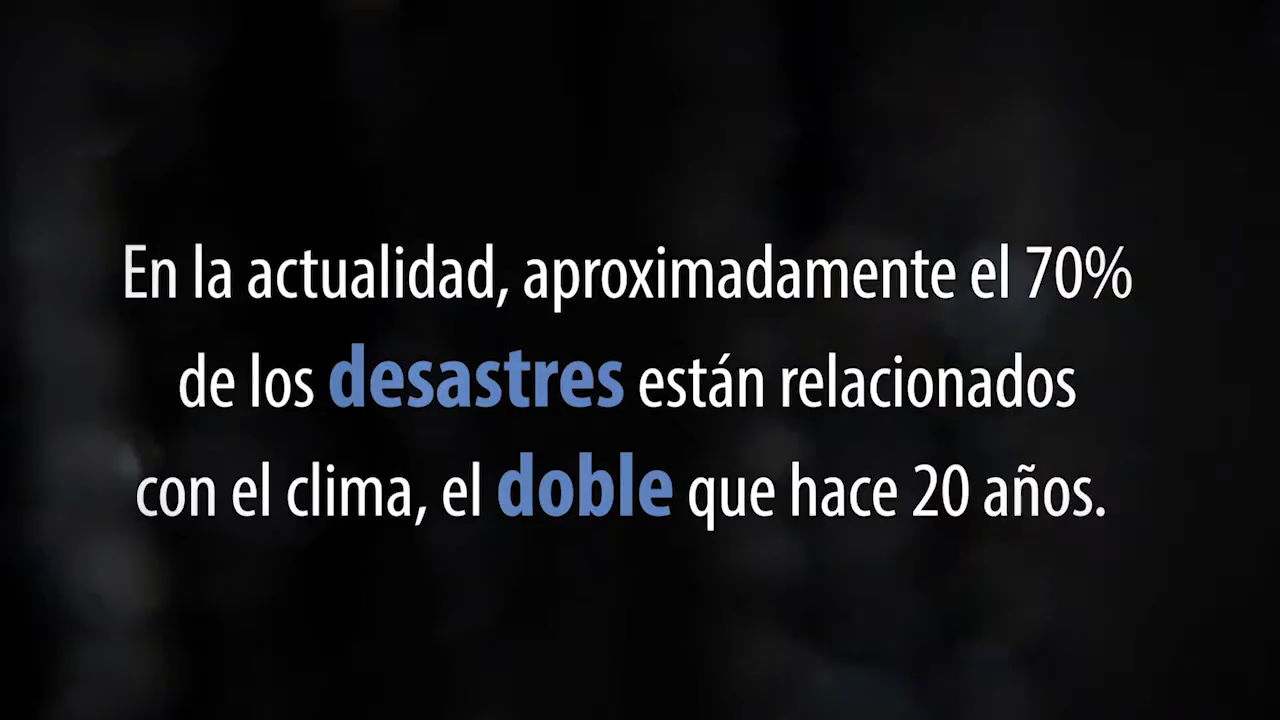 En la actualidad, aproximadamente el 70%
de los desastres están relacionados
con el clima, el doble que hace 20 años.